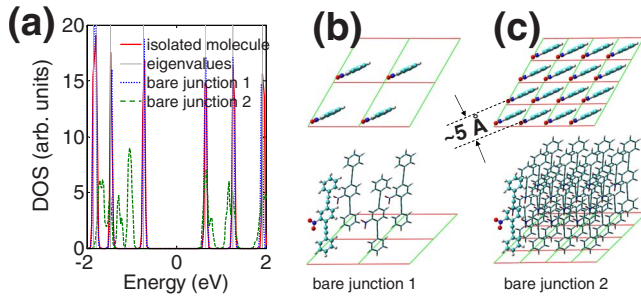 (a)
20
15
10
5
0
DOS (arb. units)
-2
-1
0
1
2
Energy (eV)
isolated molecule
eigenvalues
bare junction 1
bare junction 2
(b)
bare junction 1
(c)
~5 Å
bare junction 2